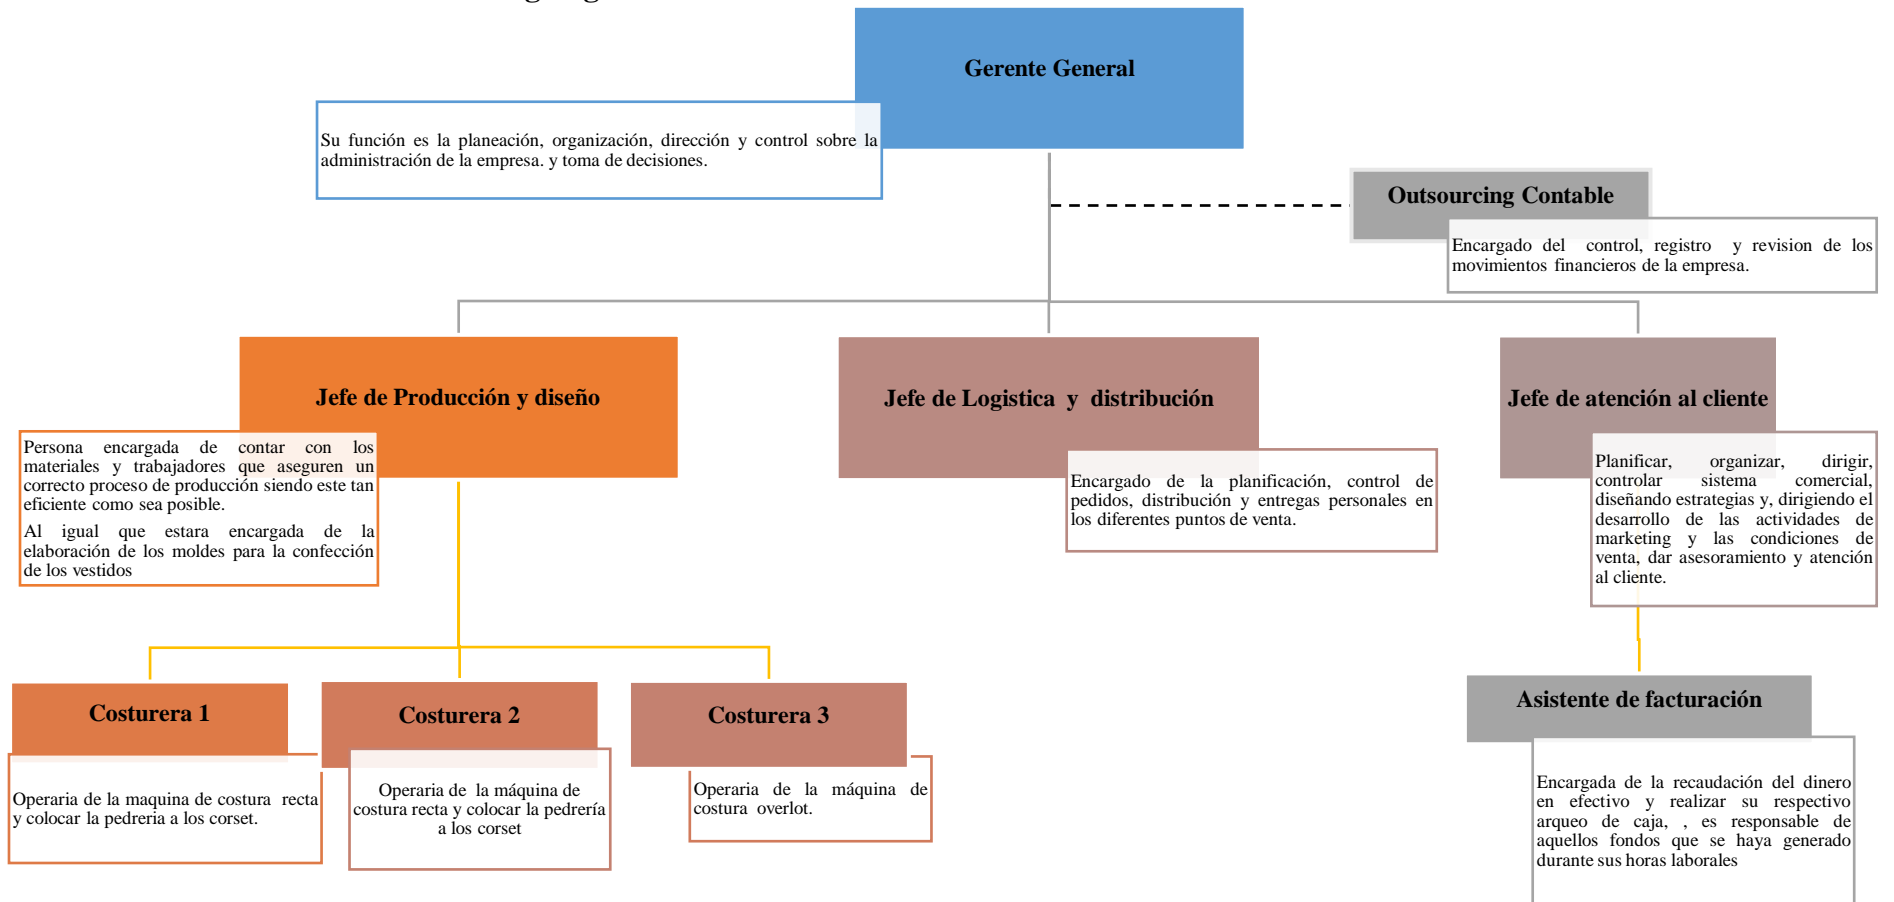 Gerente General
Su función es la planeación, organización, dirección y control sobre la
administración de la empresa. y toma de decisiones.
Outsourcing Contable
Encargado del control, registro y revision de los
movimientos financieros de la empresa.
Jefe de Producción y diseño
Persona encargada de contar con los
materiales y trabajadores que aseguren un
correcto proceso de producción siendo este tan
eficiente como sea posible.
Al igual que estara encargada de la
elaboración de los moldes para la confección
de los vestidos
Jefe de Logistica y distribución
Encargado de la planificación, control de
pedidos, distribución y entregas personales en
los diferentes puntos de venta.
Jefe de atención al cliente
Planificar, organizar, dirigir,
controlar sistema comercial,
diseñando estrategias y, dirigiendo el
desarrollo de las actividades de
marketing y las condiciones de
venta, dar asesoramiento y atención
al cliente.
Costurera 1
Operaria de la maquina de costura recta
y colocar la pedreria a los corset.
Costurera 2
Operaria de la máquina de
costura recta y colocar la pedrería
a los corset
Costurera 3
Operaria de la máquina de
costura overlot.
Asistente de facturación
Encargada de la recaudación del dinero
en efectivo y realizar su respectivo
arqueo de caja, , es responsable de
aquellos fondos que se haya generado
durante sus horas laborales